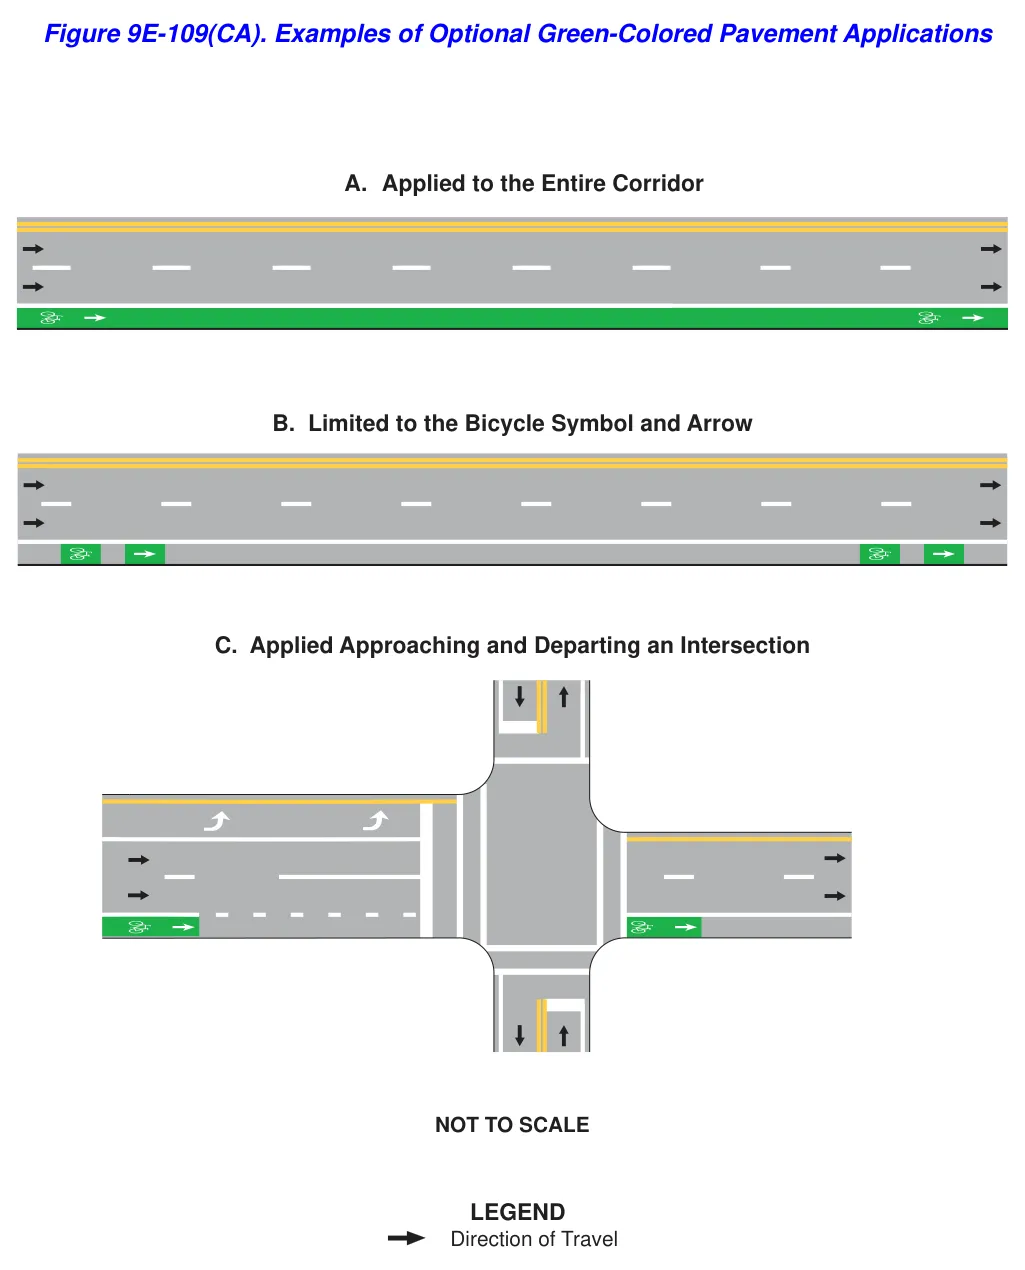 Figure 9E-109(CA). Examples of Optional Green-Colored Pavement Applications
A. Applied to the Entire Corridor
B. Limited to the Bicycle Symbol and Arrow
C. Applied Approaching and Departing an Intersection
NOT TO SCALE
LEGEND
Direction of Travel